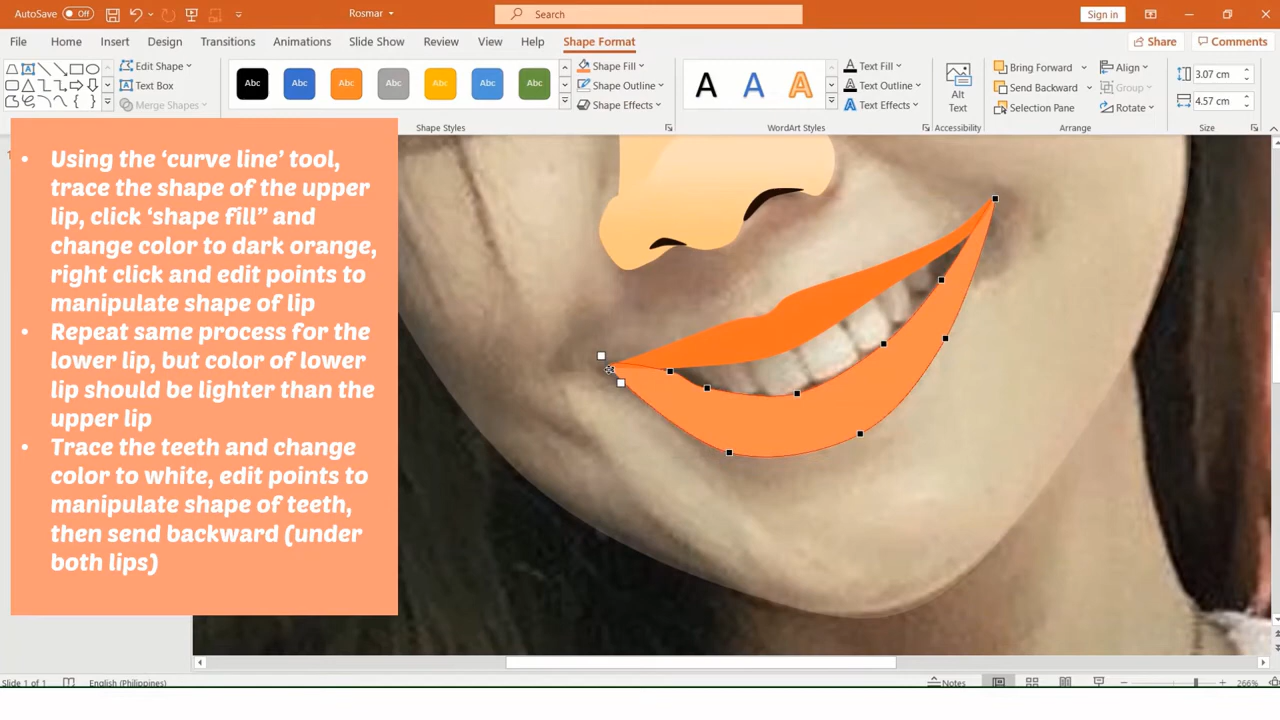 AutoSave Off Rosmar Search Sign in
File Home Insert Design Transitions Animations Slide Show Review View Help Shape Format Share Comments
Edit Shape Abc Abc Abc Abc Abc Abc Abc Shape Fill A A A Text Fill Bring Forward Align 3.07 cm
Text Box Shape Outline Text Outline Alt Text Send Backward Group 4.57 cm
Merge Shapes Shape Effects Text Effects Selection Pane Rotate
Shape Styles WordArt Styles Accessibility Arrange Size
• Using the ‘curve line’ tool,
trace the shape of the upper
lip, click ‘shape fill” and
change color to dark orange,
right click and edit points to
manipulate shape of lip
• Repeat same process for the
lower lip, but color of lower
lip should be lighter than the
upper lip
• Trace the teeth and change
color to white, edit points to
manipulate shape of teeth,
then send backward (under
both lips)
Slide 1 of 1 English (Philippines) Notes 266%